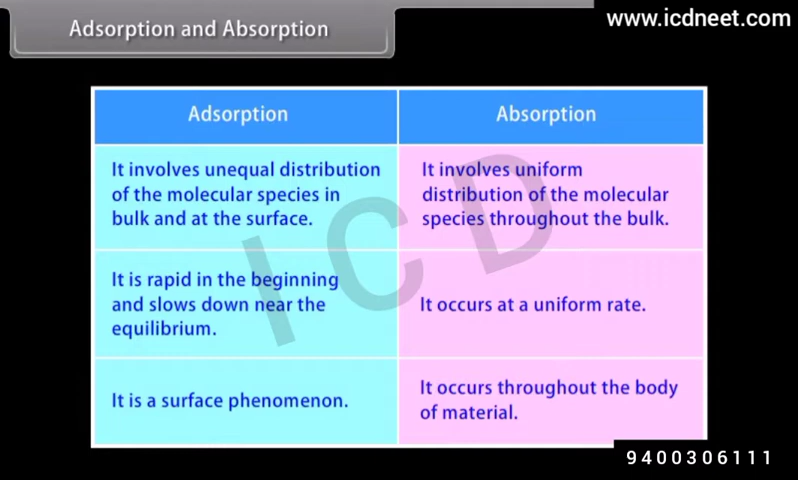 Adsorption and Absorption
www.icdneet.com
Adsorption
Absorption
It involves unequal distribution
of the molecular species in
bulk and at the surface.
It involves uniform
distribution of the molecular
species throughout the bulk.
It is rapid in the beginning
and slows down near the
equilibrium.
It occurs at a uniform rate.
It is a surface phenomenon.
It occurs throughout the body
of material.
ICD
9400306111